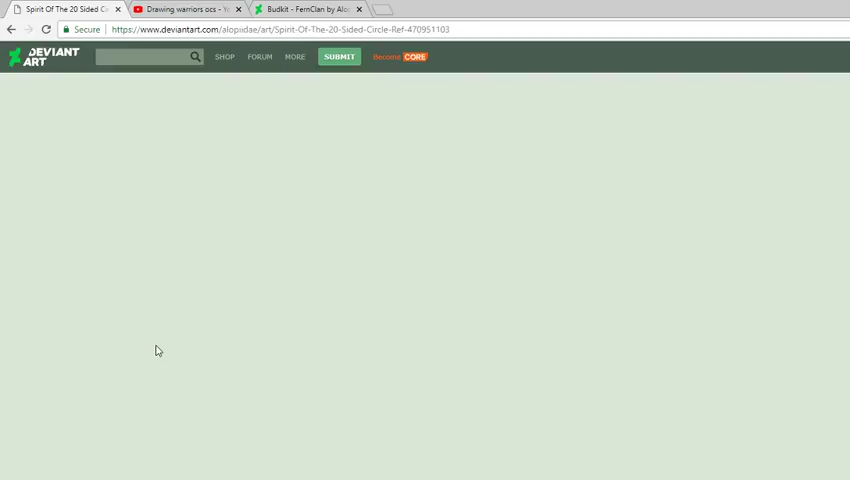 Spirit Of The 20 Sided Ci
Drawing warriors ocs - Yo
Budkit - FernClan by Alo
Secure
https://www.deviantart.com/alopiidae/art/Spirit-Of-The-20-Sided-Circle-Ref-470951103
DEVIANT ART
SHOP
FORUM
MORE
SUBMIT
Become CORE